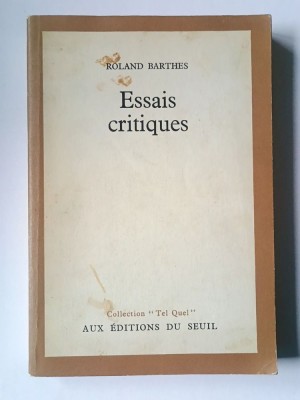 ROLAND BARTHES
Essais
critiques
Collection "Tel Quel"
AUX ÉDITIONS DU SEUIL